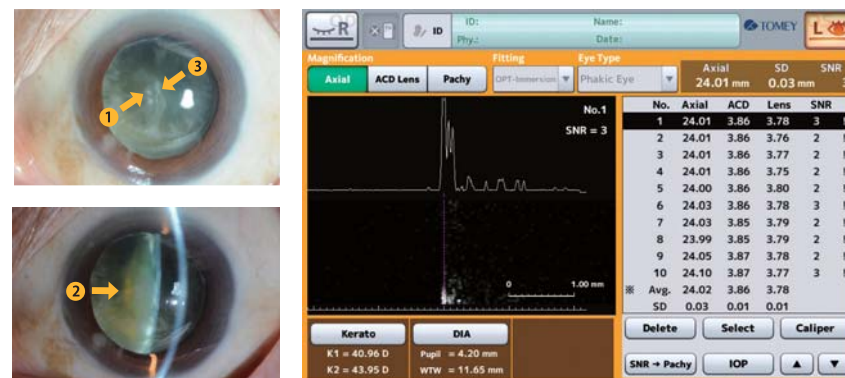 1
3
2
R
ID
ID:
Name:
Phy.:
Date:
TOMEY
L
Magnification
Fitting
Eye Type
Axial
ACD Lens
Pachy
OPT-Immersion
Phakic Eye
Axial SD SNR
24.01 mm 0.03 mm
No.1
SNR = 3
0 1.00 mm
No. Axial ACD Lens SNR
1 24.01 3.86 3.78 3
2 24.01 3.86 3.76 2
3 24.01 3.86 3.77 2
4 24.01 3.86 3.75 2
5 24.00 3.86 3.80 2
6 24.03 3.86 3.78 3
7 24.03 3.85 3.79 2
8 23.99 3.85 3.79 2
9 24.05 3.87 3.78 2
10 24.10 3.87 3.77 3
※ Avg. 24.02 3.86 3.78
SD 0.03 0.01 0.01
Kerato
K1 = 40.96 D
K2 = 43.95 D
DIA
Pupil = 4.20 mm
WTW = 11.65 mm
Delete
Select
Caliper
SNR → Pachy
IOP
▲
▼